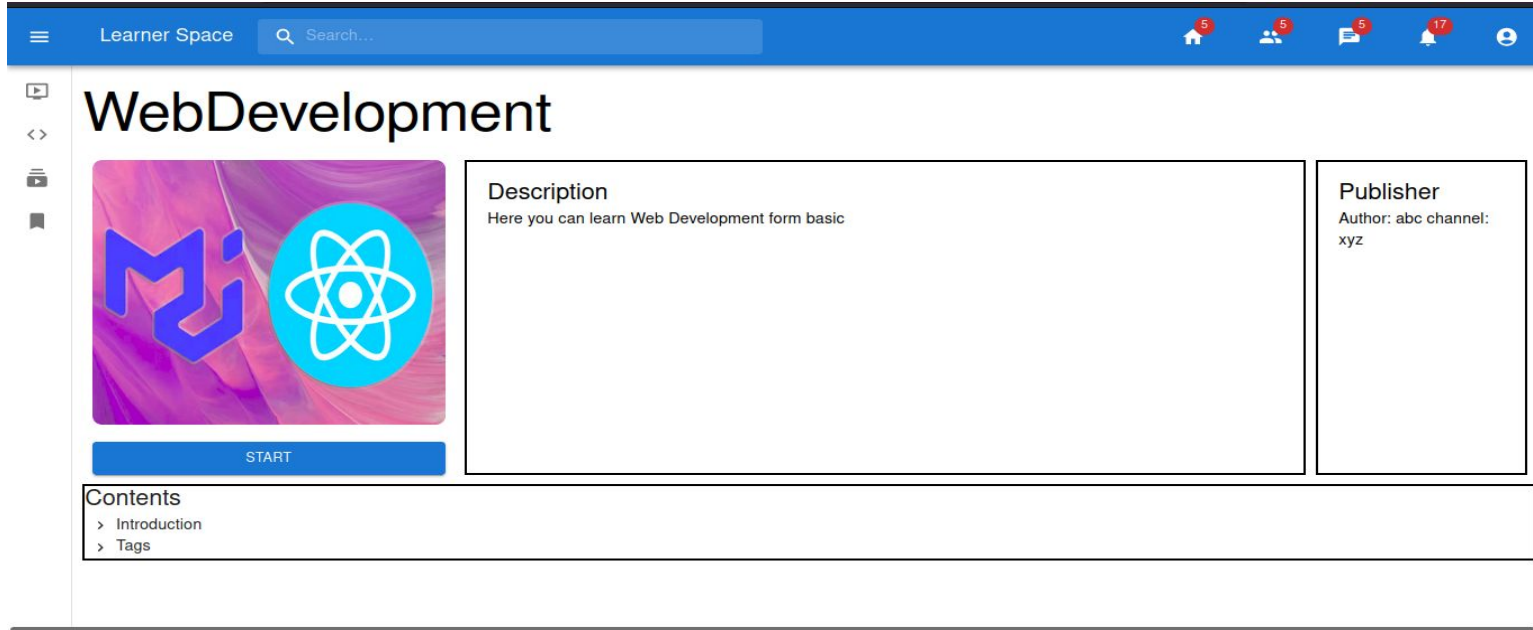 Learner Space
Search...
5
5
5
17
WebDevelopment
Description
Here you can learn Web Development form basic
Publisher
Author: abc channel:
xyz
START
Contents
Introduction
Tags